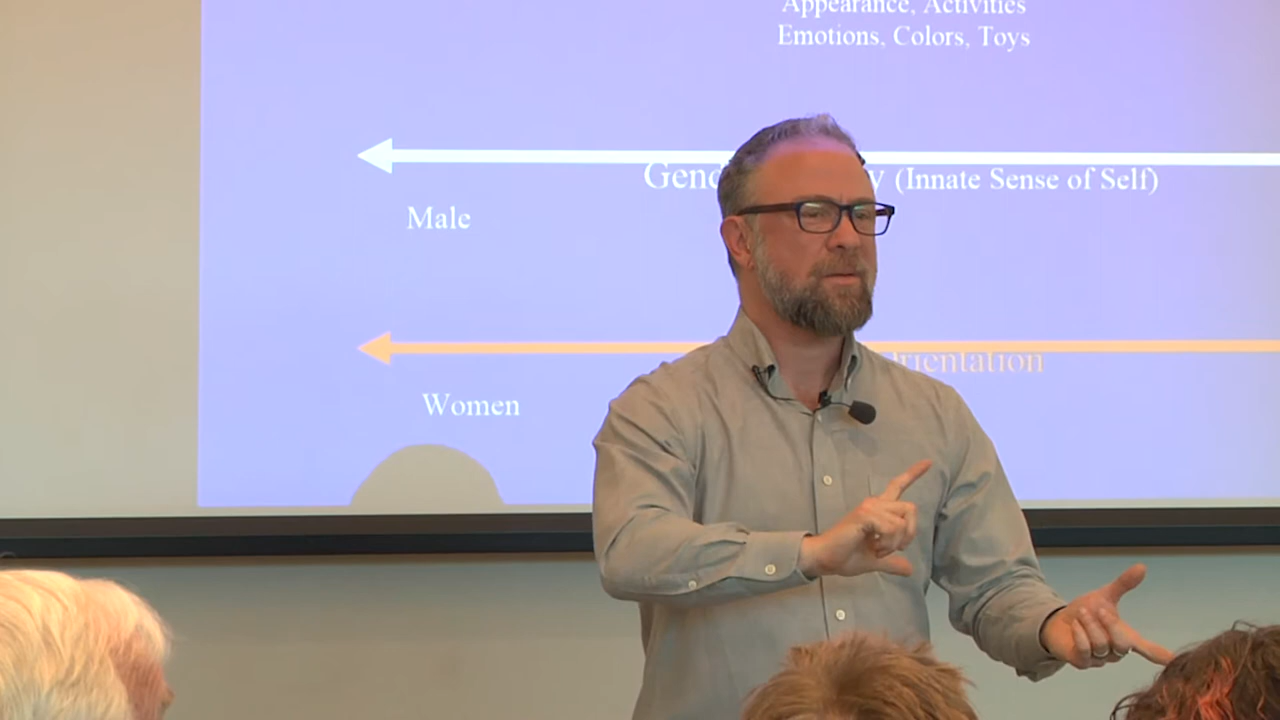 Appearance, Activities
Emotions, Colors, Toys
(Innate Sense of Self)
Male
Women